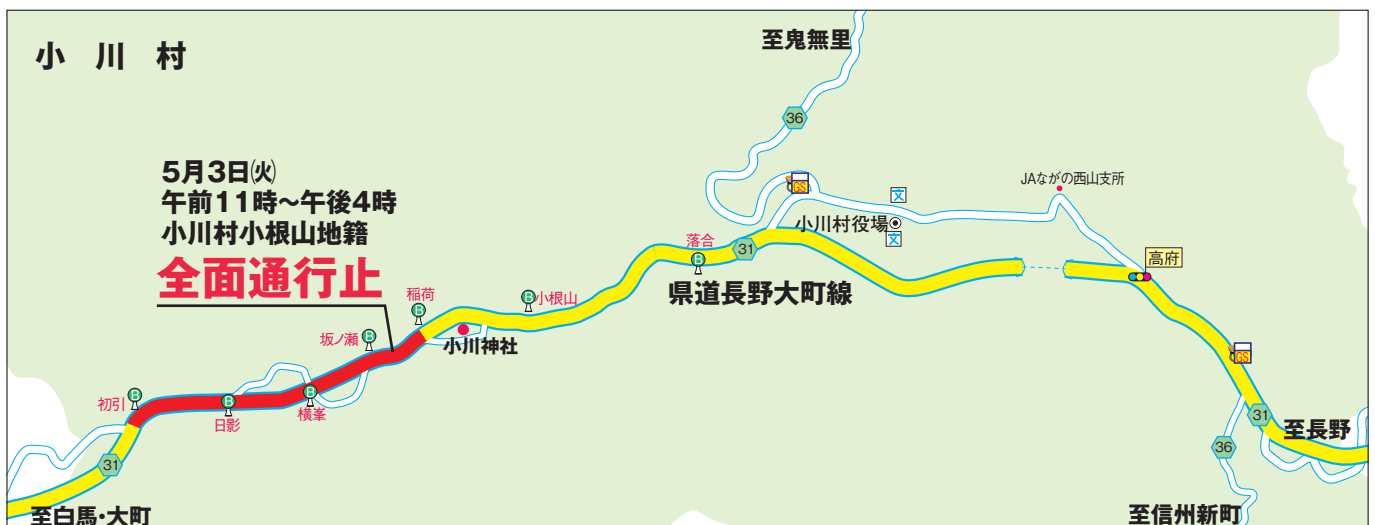 小川村
至鬼無里
36
5月3日㈫
午前11時～午後4時
小川村小根山地籍
全面通行止
GS
文
JAながの西山支所
小川村役場
文
落合
B
31
高府
県道長野大町線
稲荷
B
B
小根山
坂ノ瀬
B
小川神社
GS
初引
B
B
日影
B
横峯
31
至長野
36
31
至白馬・大町
至信州新町